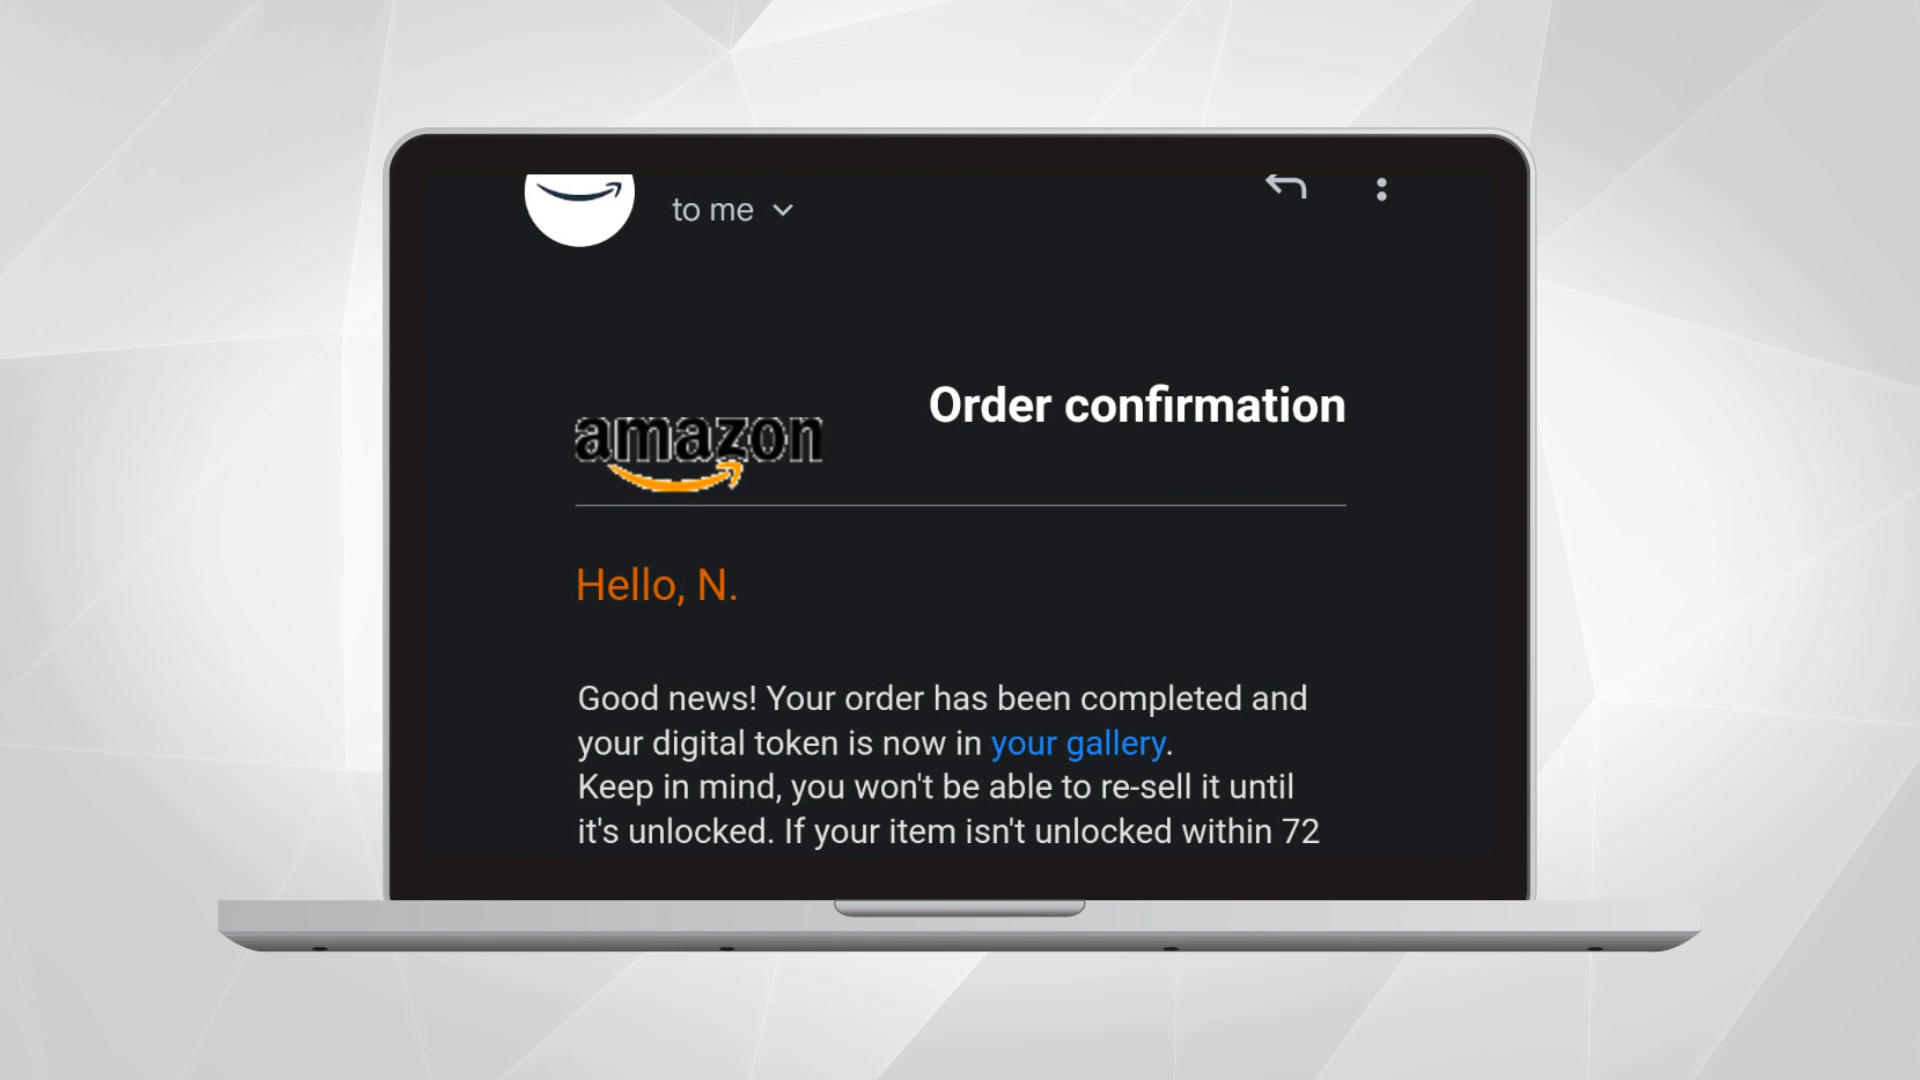 to me
amazon
Order confirmation
Hello, N.
Good news! Your order has been completed and
your digital token is now in your gallery.
Keep in mind, you won't be able to re-sell it until
it's unlocked. If your item isn't unlocked within 72